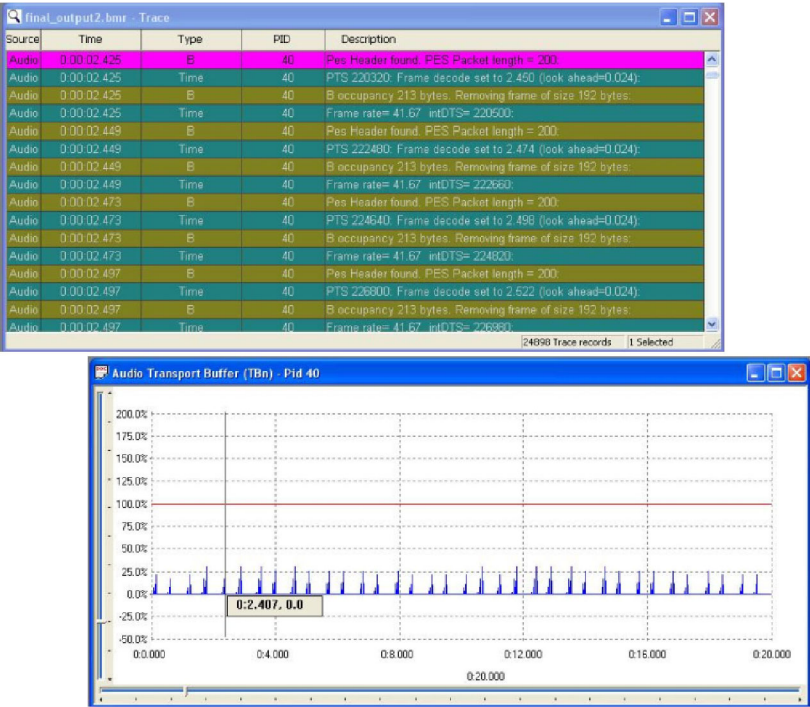 final_output2.bmr - Trace
Source Time Type PID Description
Audio 0:00:02.425 B 40 Pes Header found. PES Packet length = 200:
Audio 0:00:02.425 Time 40 PTS 220320: Frame decode set to 2.450 (look ahead=0.024):
Audio 0:00:02.425 B 40 B occupancy 213 bytes. Removing frame of size 192 bytes:
Audio 0:00:02.425 Time 40 Frame rate= 41.67 intDTS= 220500:
Audio 0:00:02.449 B 40 Pes Header found. PES Packet length = 200:
Audio 0:00:02.449 Time 40 PTS 222480: Frame decode set to 2.474 (look ahead=0.024):
Audio 0:00:02.449 B 40 B occupancy 213 bytes. Removing frame of size 192 bytes:
Audio 0:00:02.449 Time 40 Frame rate= 41.67 intDTS= 222660:
Audio 0:00:02.473 B 40 Pes Header found. PES Packet length = 200:
Audio 0:00:02.473 Time 40 PTS 224640: Frame decode set to 2.498 (look ahead=0.024):
Audio 0:00:02.473 B 40 B occupancy 213 bytes. Removing frame of size 192 bytes:
Audio 0:00:02.473 Time 40 Frame rate= 41.67 intDTS= 224820:
Audio 0:00:02.497 B 40 Pes Header found. PES Packet length = 200:
Audio 0:00:02.497 Time 40 PTS 226800: Frame decode set to 2.522 (look ahead=0.024):
Audio 0:00:02.497 B 40 B occupancy 213 bytes. Removing frame of size 192 bytes:
Audio 0:00:02.497 Time 40 Frame rate= 41.67 intDTS= 226980:
24898 Trace records 1 Selected
Audio Transport Buffer (TBn) - Pid 40
200.0%
175.0%
150.0%
125.0%
100.0%
75.0%
50.0%
25.0%
0.0%
0:2.407, 0.0
-25.0%
-50.0%
0:0.000 0:4.000 0:8.000 0:12.000 0:16.000 0:20.000
0:20.000